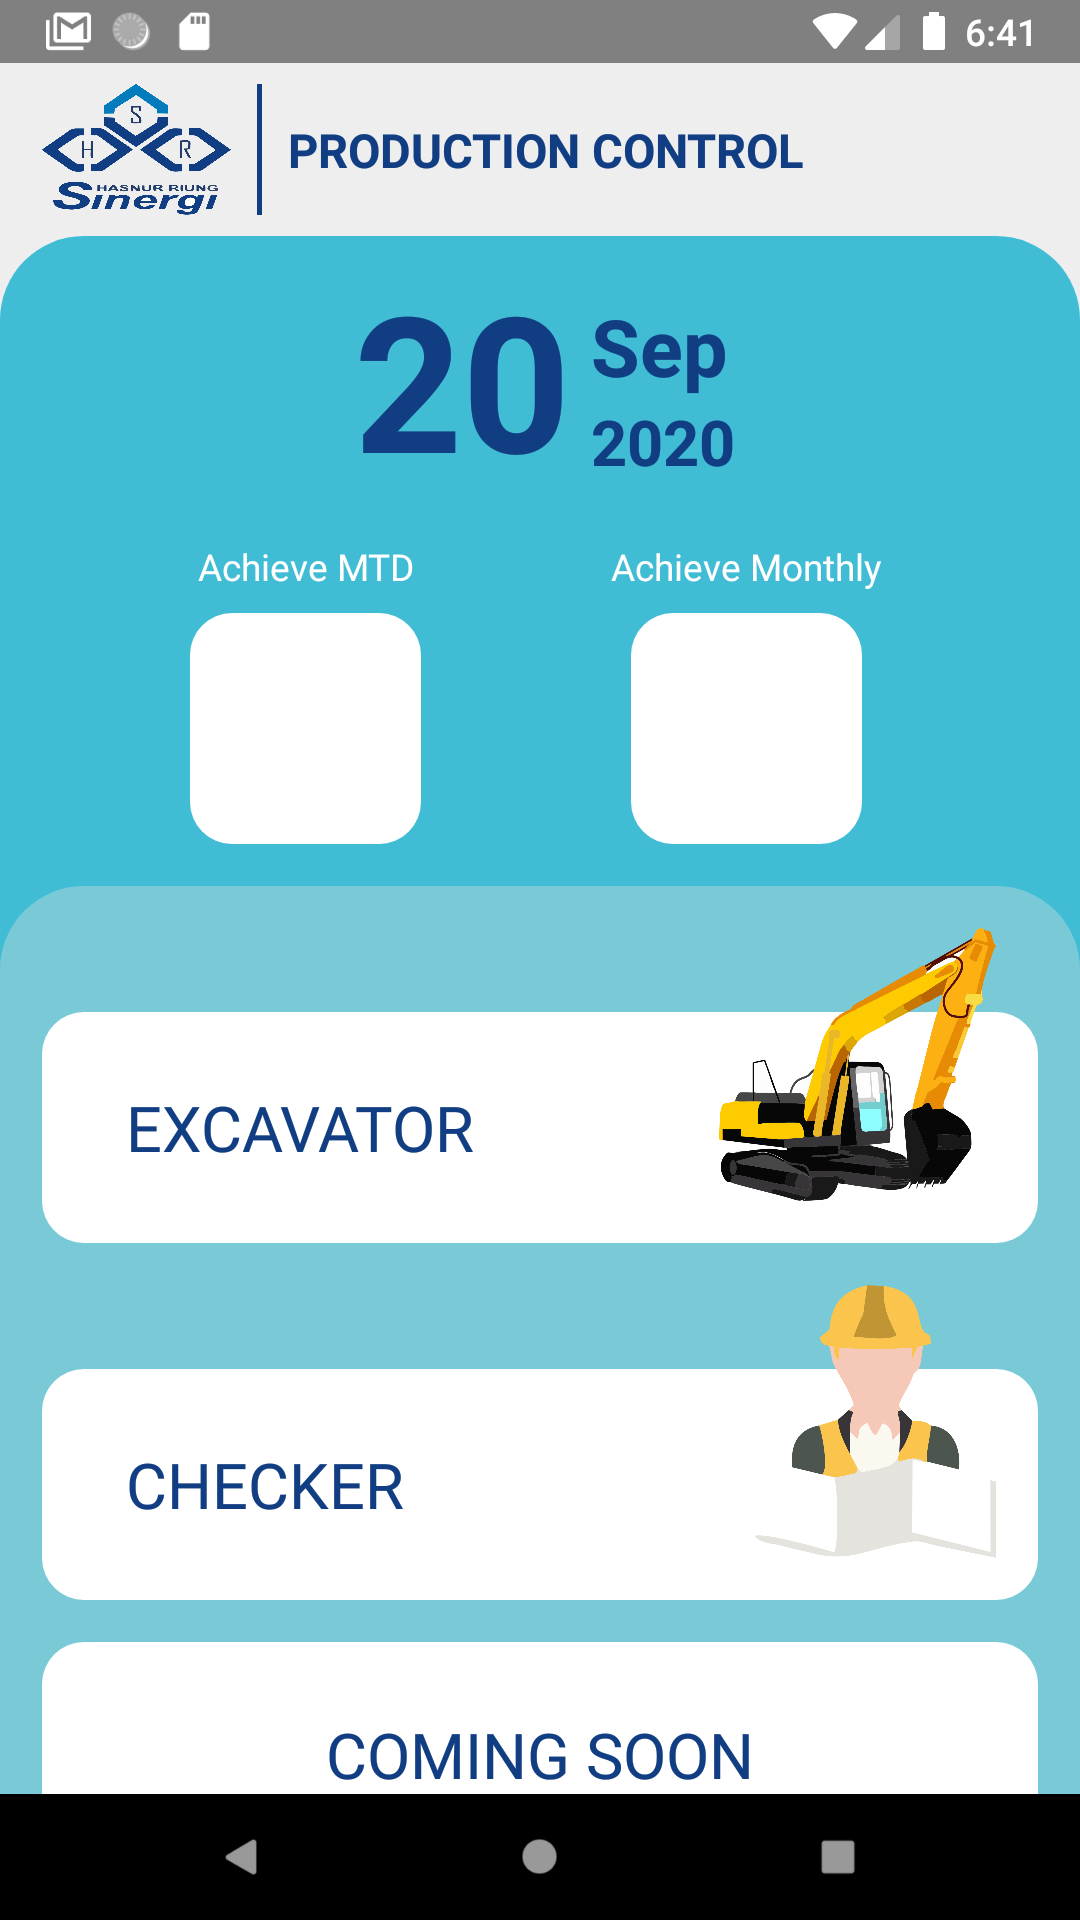 6:41
S
H R
HASNUR RIUNG
Sinergi
PRODUCTION CONTROL
20 Sep
2020
Achieve MTD Achieve Monthly
EXCAVATOR
CHECKER
COMING SOON